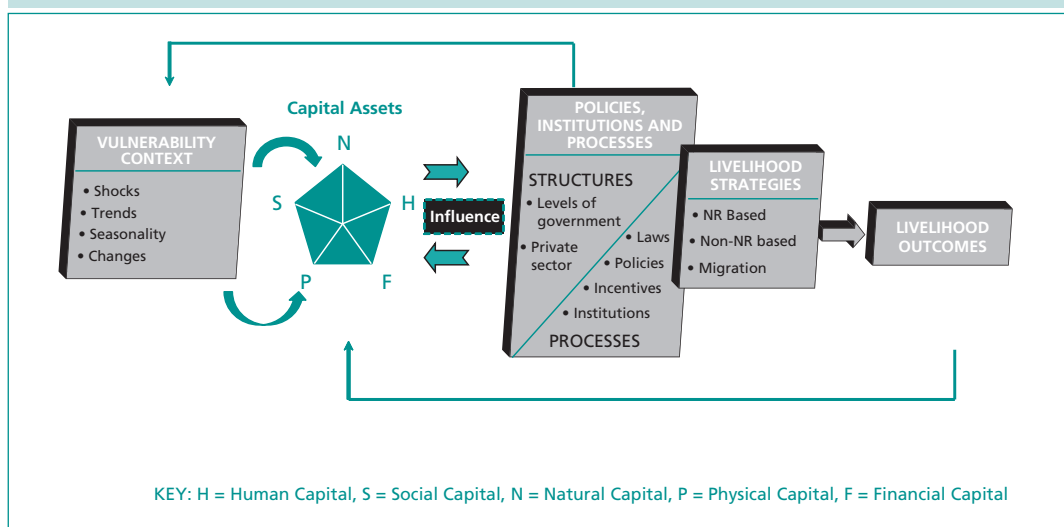 Capital Assets
VULNERABILITY
CONTEXT
• Shocks
• Trends
• Seasonality
• Changes
N
S
H
P
F
Influence
POLICIES,
INSTITUTIONS AND
PROCESSES
STRUCTURES
• Levels of
government
• Private
sector
• Laws
• Policies
• Incentives
• Institutions
PROCESSES
LIVELIHOOD
STRATEGIES
• NR Based
• Non-NR based
• Migration
LIVELIHOOD
OUTCOMES
KEY: H = Human Capital, S = Social Capital, N = Natural Capital, P = Physical Capital, F = Financial Capital